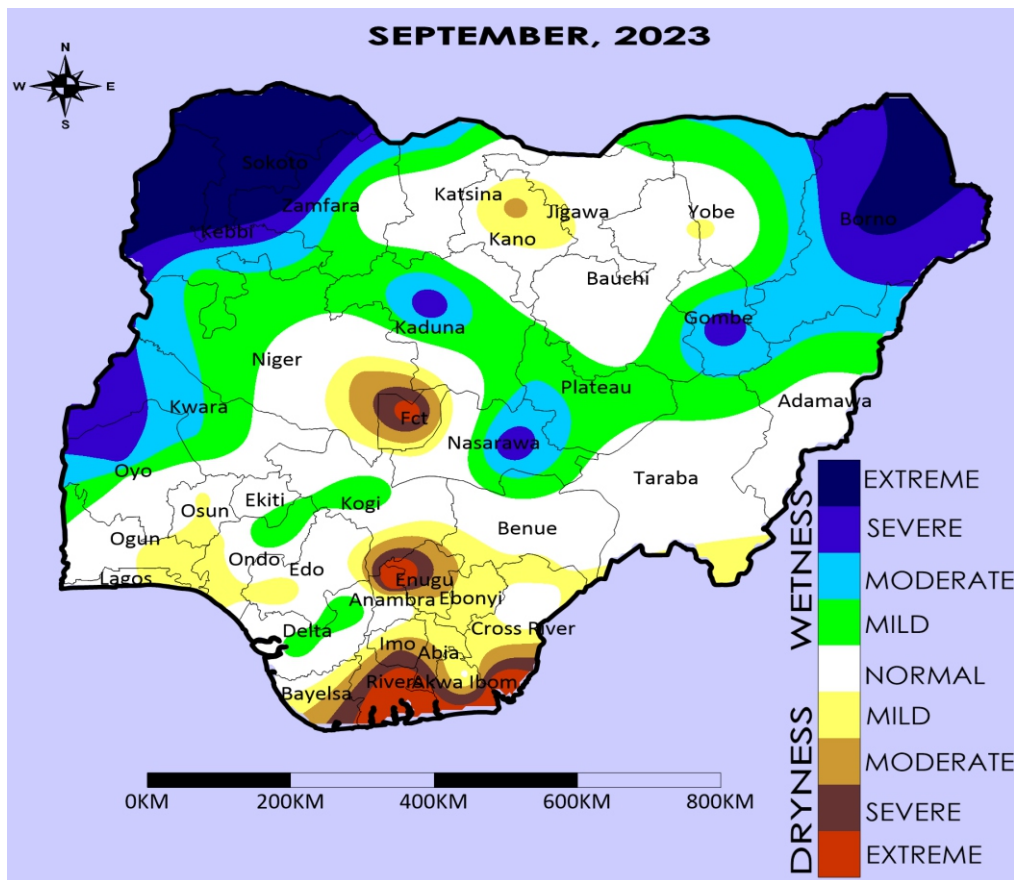 SEPTEMBER, 2023
N
W E
S
Sokoto
Zamfara
Kebbi
Katsina
Jigawa
Kano
Yobe
Borno
Bauchi
Gombe
Kaduna
Niger
Plateau
Kwara
Fct
Nasarawa
Adamawa
Taraba
Oyo
Ekiti
Kogi
Osun
Benue
Ogun
Ondo
Edo
Lagos
Enugu
Anambra
Ebonyi
Delta
Cross River
Imo
Abia
Rivers
Akwa Ibom
Bayelsa
WETNESS
EXTREME
SEVERE
MODERATE
MILD
NORMAL
DRYNESS
MILD
MODERATE
SEVERE
EXTREME
0KM 200KM 400KM 600KM 800KM